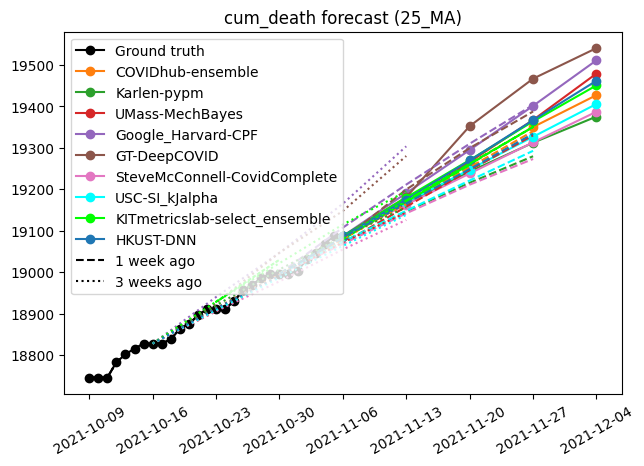 cum_death forecast (25_MA)
Ground truth
COVIDhub-ensemble
Karlen-pypm
UMass-MechBayes
Google_Harvard-CPF
GT-DeepCOVID
SteveMcConnell-CovidComplete
USC-SI_kJalpha
KITmetricslab-select_ensemble
HKUST-DNN
1 week ago
3 weeks ago
19500
19400
19300
19200
19100
19000
18900
18800
2021-10-09
2021-10-16
2021-10-23
2021-10-30
2021-11-06
2021-11-13
2021-11-20
2021-11-27
2021-12-04